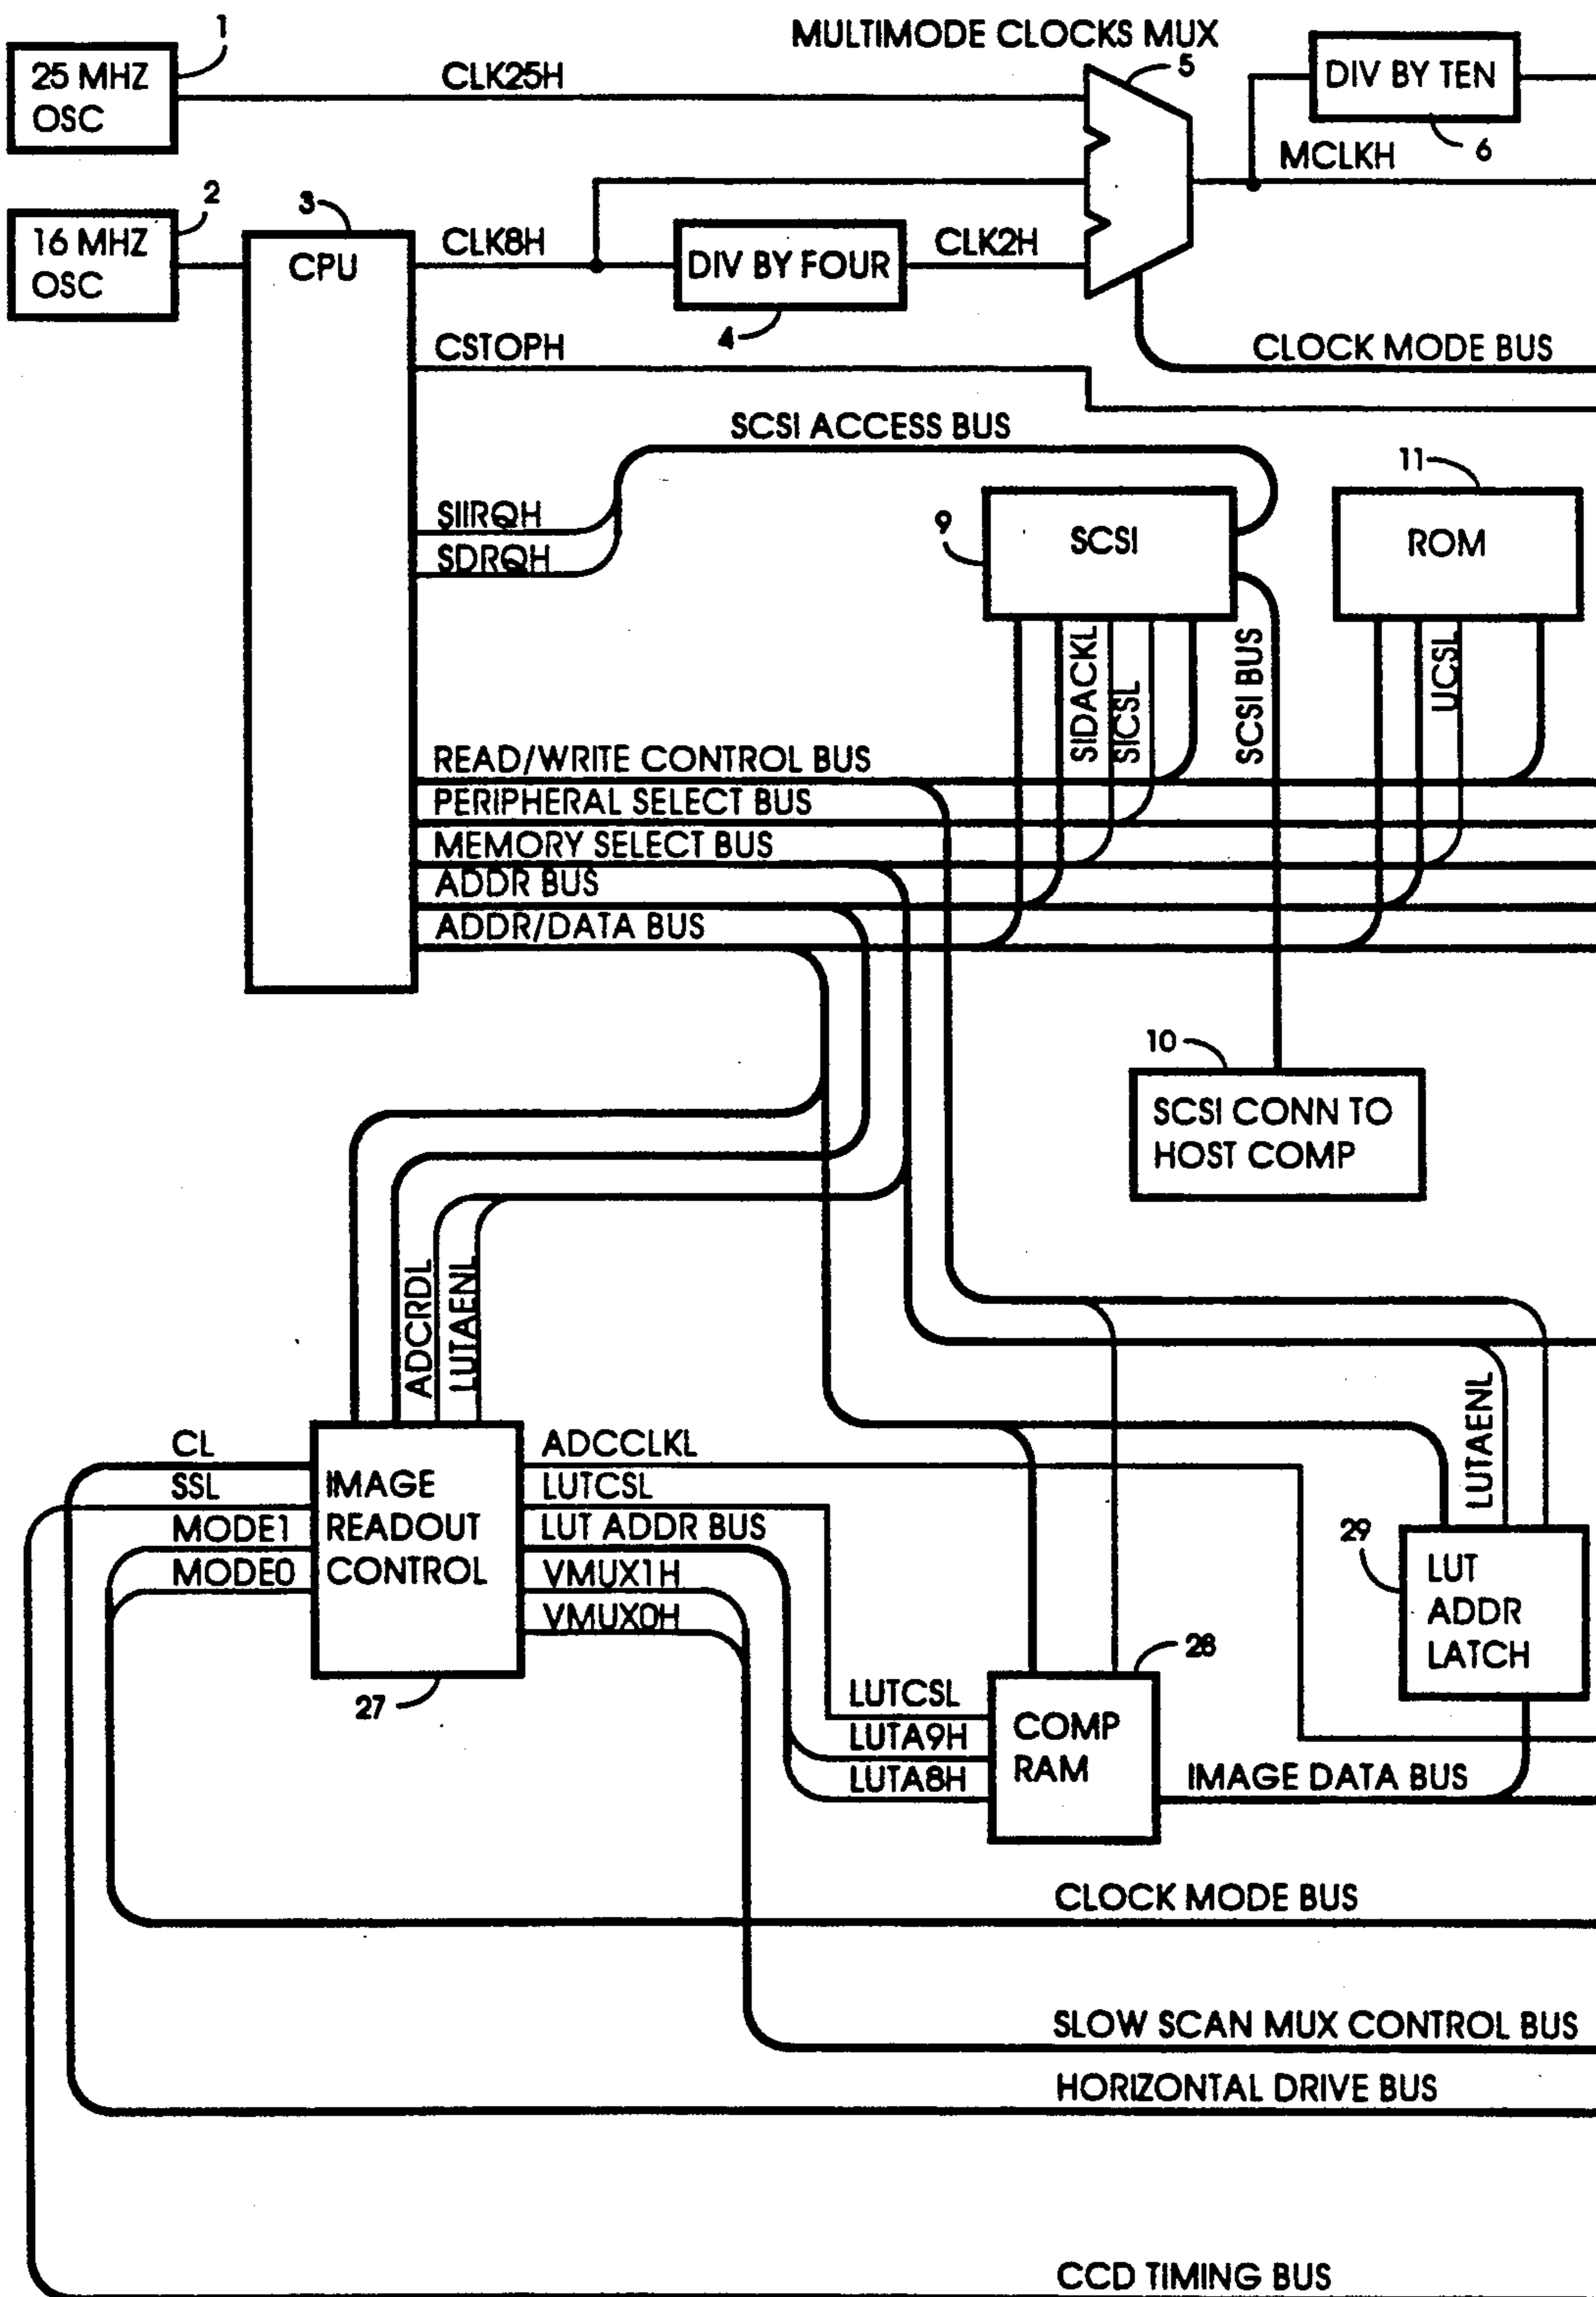 1
MULTIMODE CLOCKS MUX
5
25 MHZ
OSC
CLK25H
DIV BY TEN
6
MCLKH
2
16 MHZ
OSC
3
CPU
CLK8H
DIV BY FOUR
4
CLK2H
CSTOPH
CLOCK MODE BUS
SCSI ACCESS BUS
SIIRQH
SDRQH
9
SCSI
11
ROM
SIDACKL
SICSL
SCSI BUS
UCSL
READ/WRITE CONTROL BUS
PERIPHERAL SELECT BUS
MEMORY SELECT BUS
ADDR BUS
ADDR/DATA BUS
10
SCSI CONN TO
HOST COMP
ADCRDL
LUTAENL
LUTAENL
CL
SSL
MODE1
MODE0
IMAGE
READOUT
CONTROL
27
ADCCLKL
LUTCSL
LUT ADDR BUS
VMUX1H
VMUX0H
29
LUT
ADDR
LATCH
28
LUTCSL
LUTA9H
LUTA8H
COMP
RAM
IMAGE DATA BUS
CLOCK MODE BUS
SLOW SCAN MUX CONTROL BUS
HORIZONTAL DRIVE BUS
CCD TIMING BUS